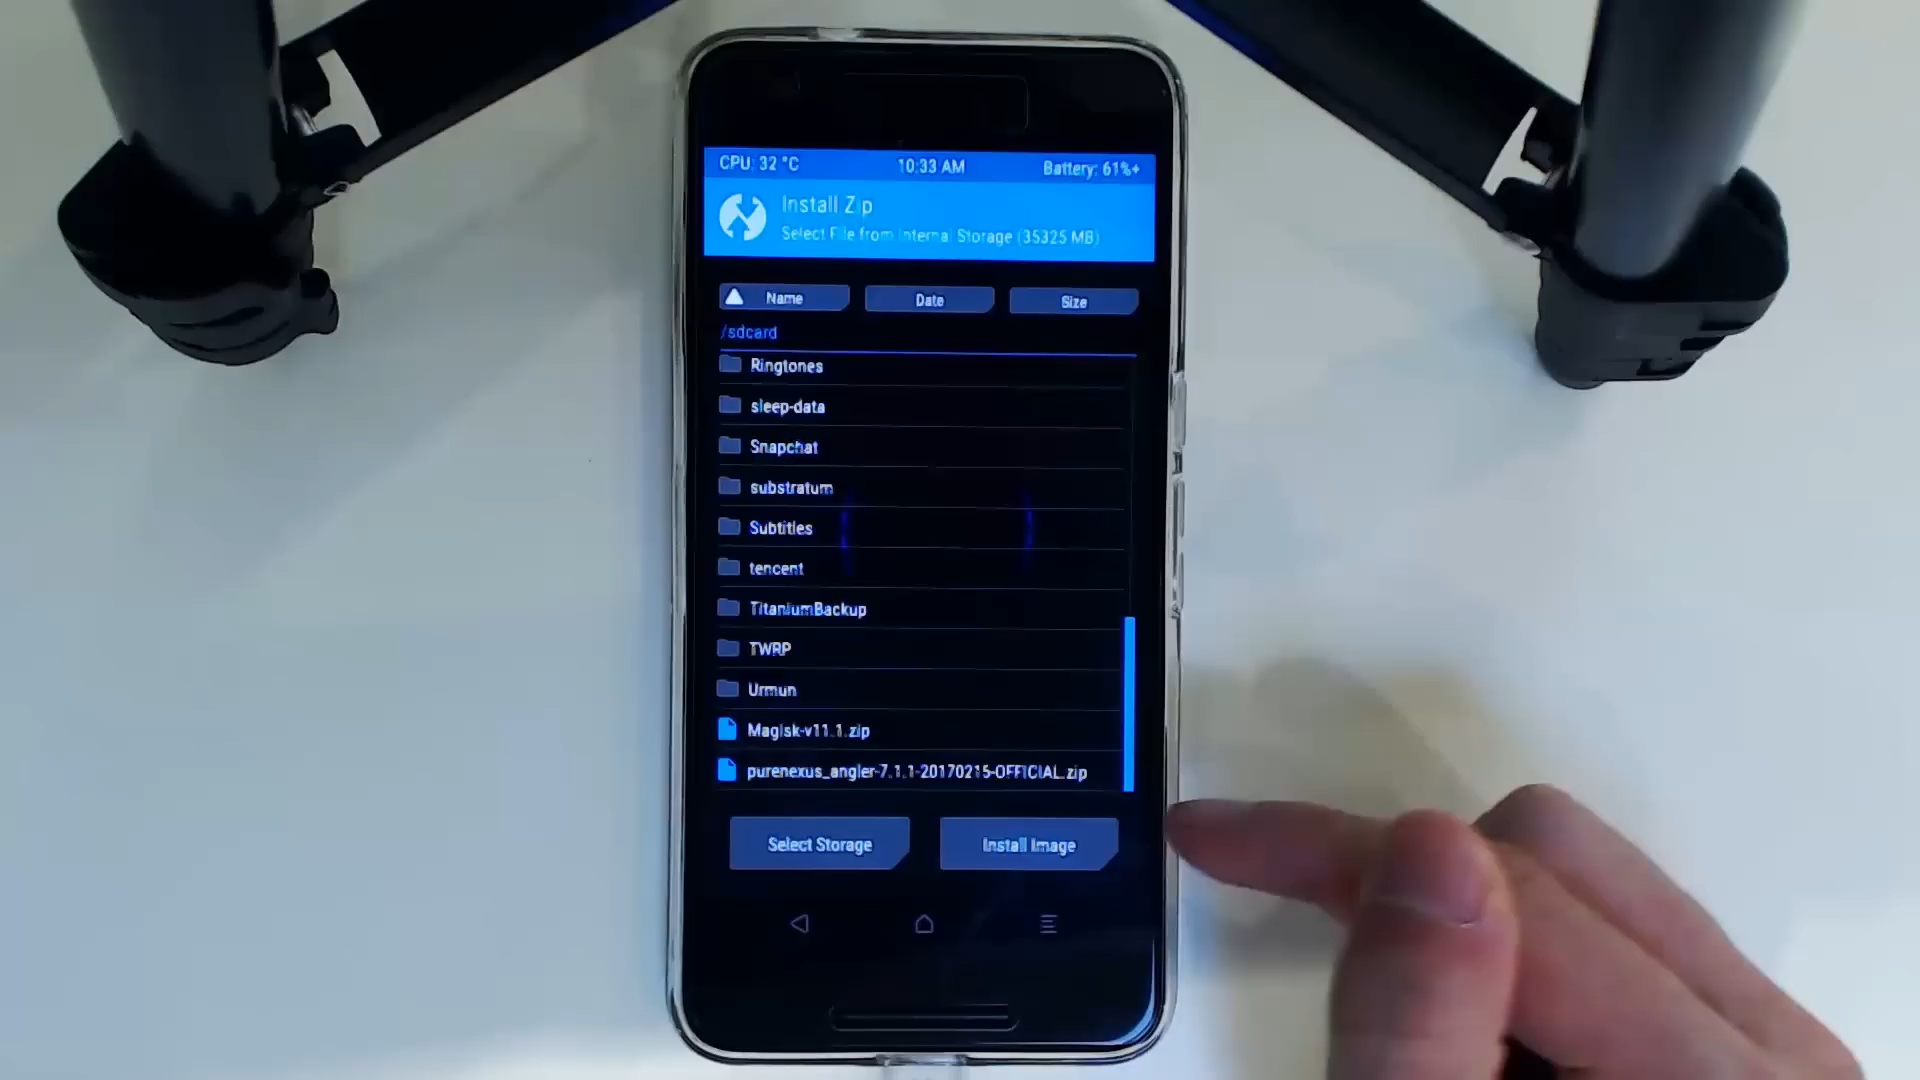 CPU: 32 °C 10:33 AM Battery: 61%+
Install Zip
Select File from Internal Storage (35325 MB)
Name Date Size
/sdcard
Ringtones
sleep-data
Snapchat
substratum
Subtitles
tencent
TitaniumBackup
TWRP
Urmun
Magisk-v11.1.zip
purenexus_angler-7.1.1-20170215-OFFICIAL.zip
Select Storage Install Image